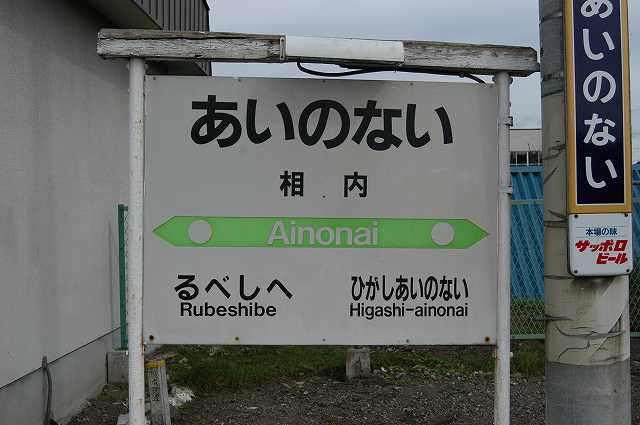 あいのない
相内
Ainonai
るべしべ
Rubeshibe
ひがしあいのない
Higashi-ainonai
あいのない
本場の味
サッポロ
ビール